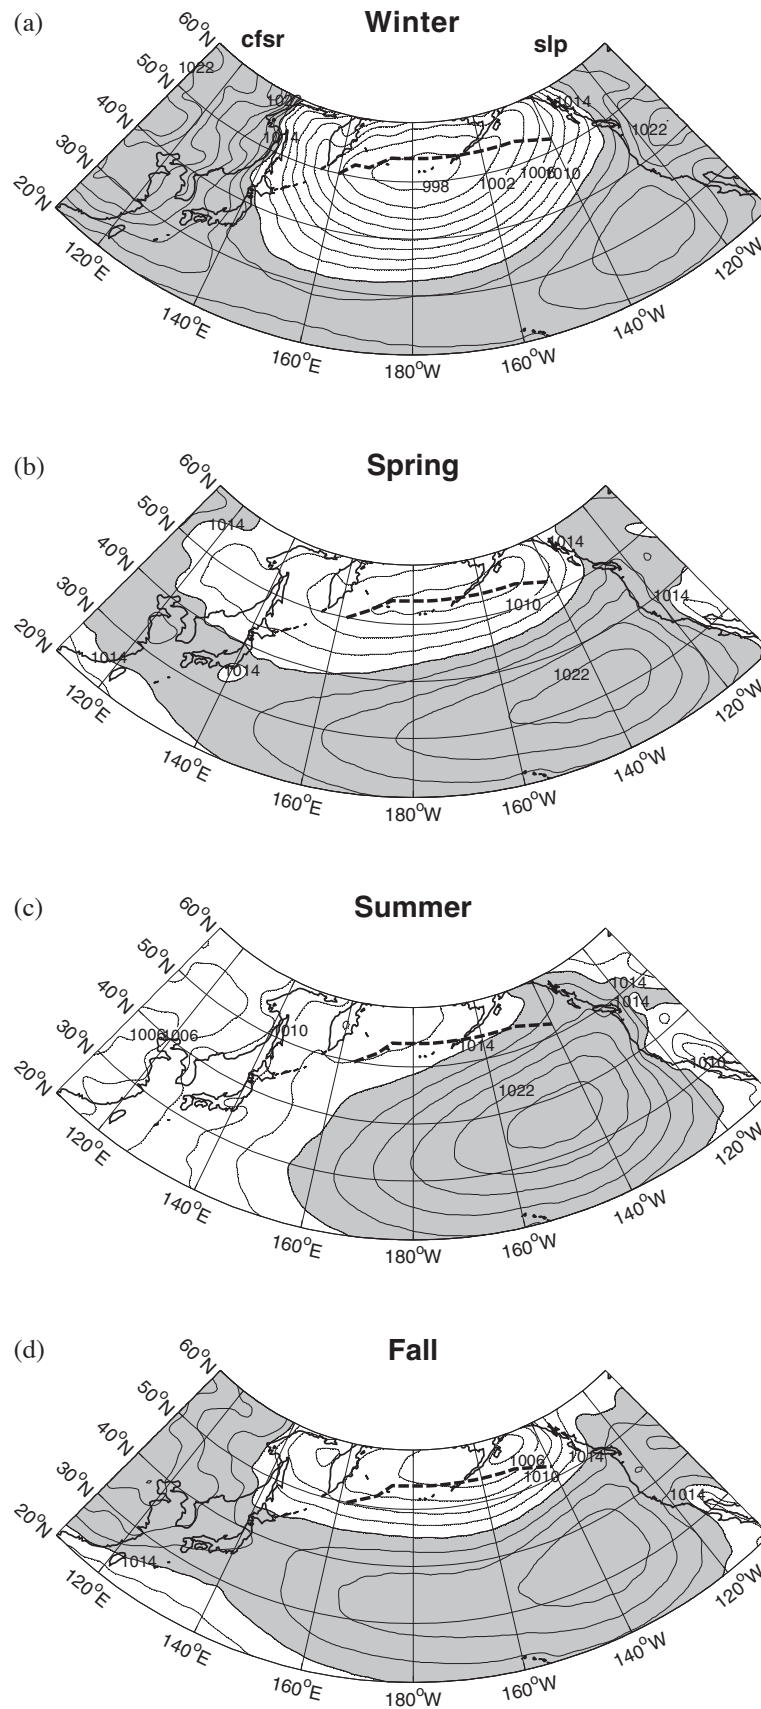 (a)
Winter
cfsr
slp
60°N
50°N
40°N
30°N
20°N
1022
1022
1014
1014
1022
998
1002
1006
1010
120°E
140°E
160°E
180°W
160°W
140°W
120°W
(b)
Spring
60°N
50°N
40°N
30°N
20°N
1014
1014
1014
1010
1014
1014
1022
120°E
140°E
160°E
180°W
160°W
140°W
120°W
(c)
Summer
60°N
50°N
40°N
30°N
20°N
1006
1006
1010
1014
1014
1014
1010
1022
120°E
140°E
160°E
180°W
160°W
140°W
120°W
(d)
Fall
60°N
50°N
40°N
30°N
20°N
1006
1010
1014
1014
1014
120°E
140°E
160°E
180°W
160°W
140°W
120°W